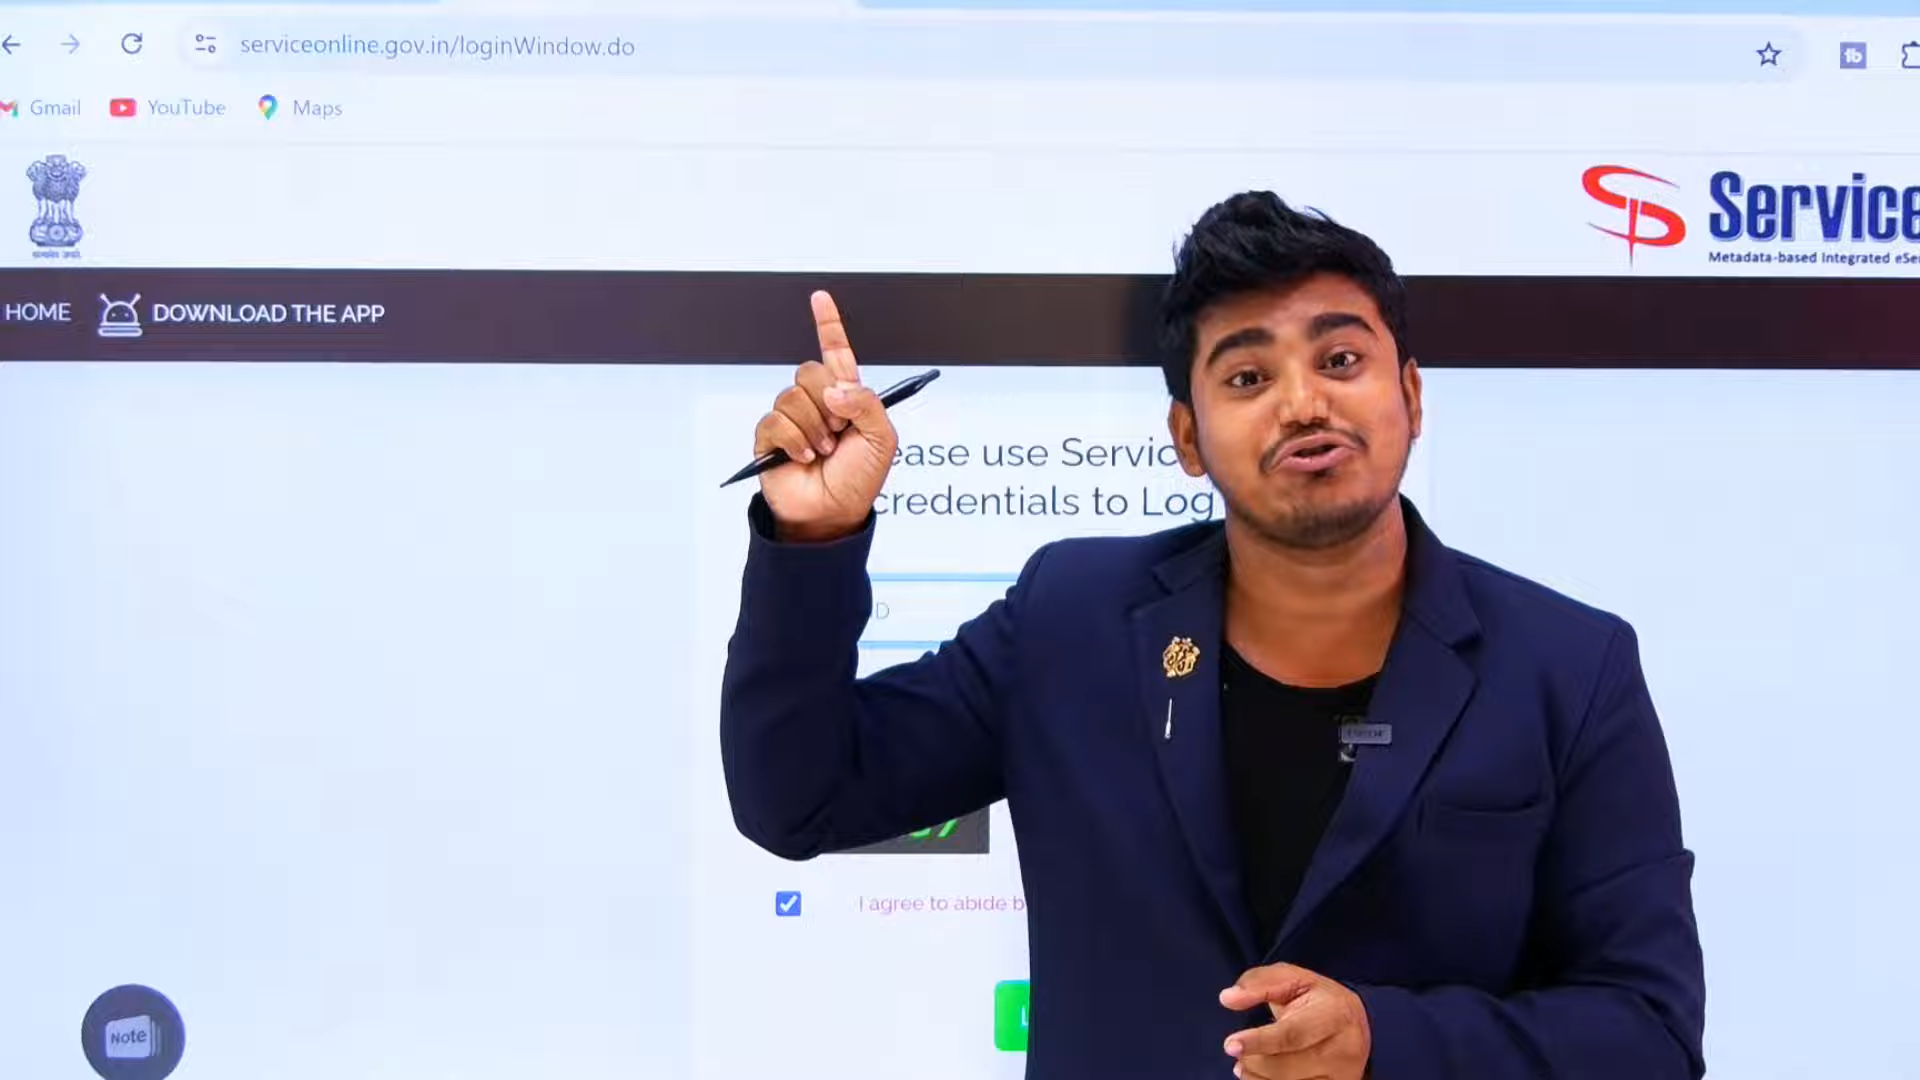 serviceonline.gov.in/loginWindow.do
Gmail YouTube Maps
Service
Metadata-based Integrated eSer
HOME DOWNLOAD THE APP
ease use Servic
credentials to Log
D
I agree to abide b
Note